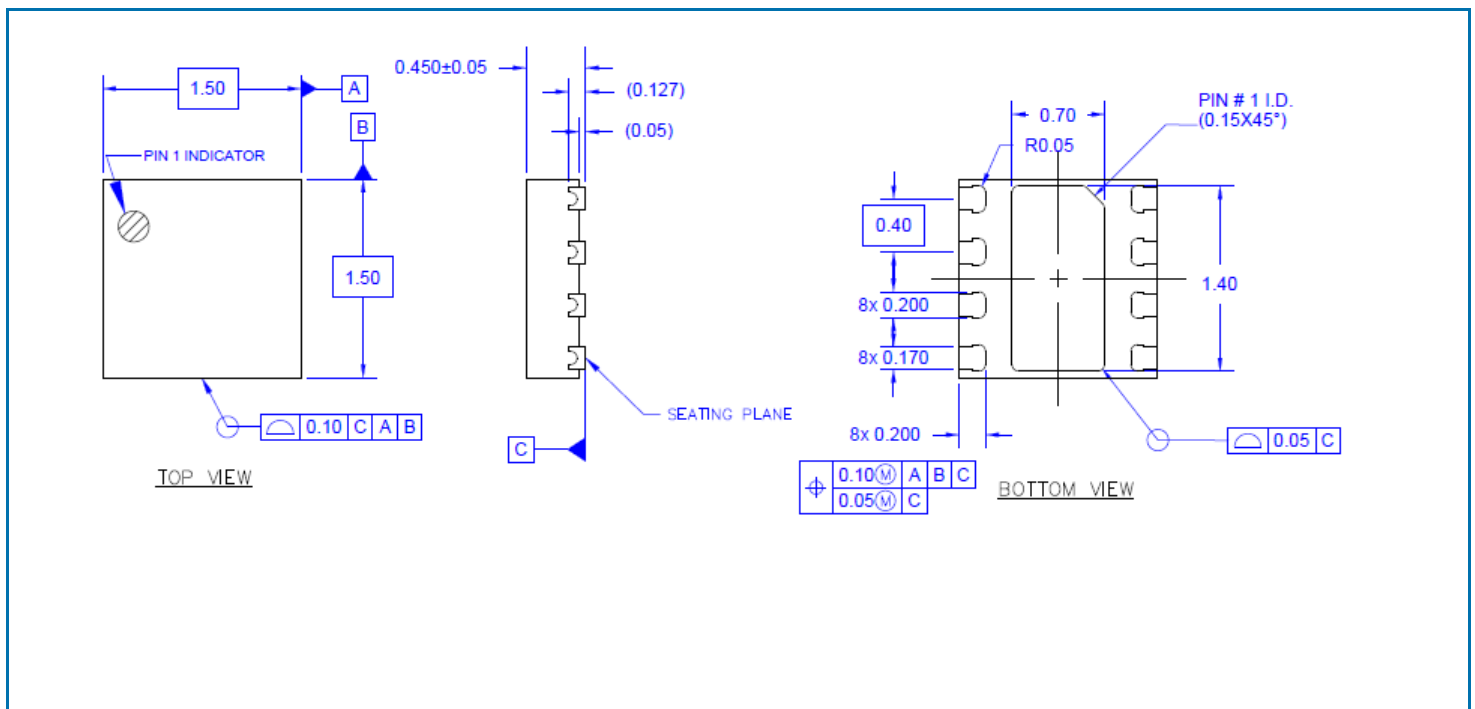 1.50
A
B
PIN 1 INDICATOR
1.50
0.10 C A B
TOP VIEW
0.450±0.05
(0.127)
(0.05)
SEATING PLANE
C
PIN # 1 I.D.
(0.15X45°)
0.70
R0.05
0.40
8x 0.200
8x 0.170
1.40
8x 0.200
0.10Ⓜ A B C
0.05Ⓜ C
0.05 C
BOTTOM VIEW